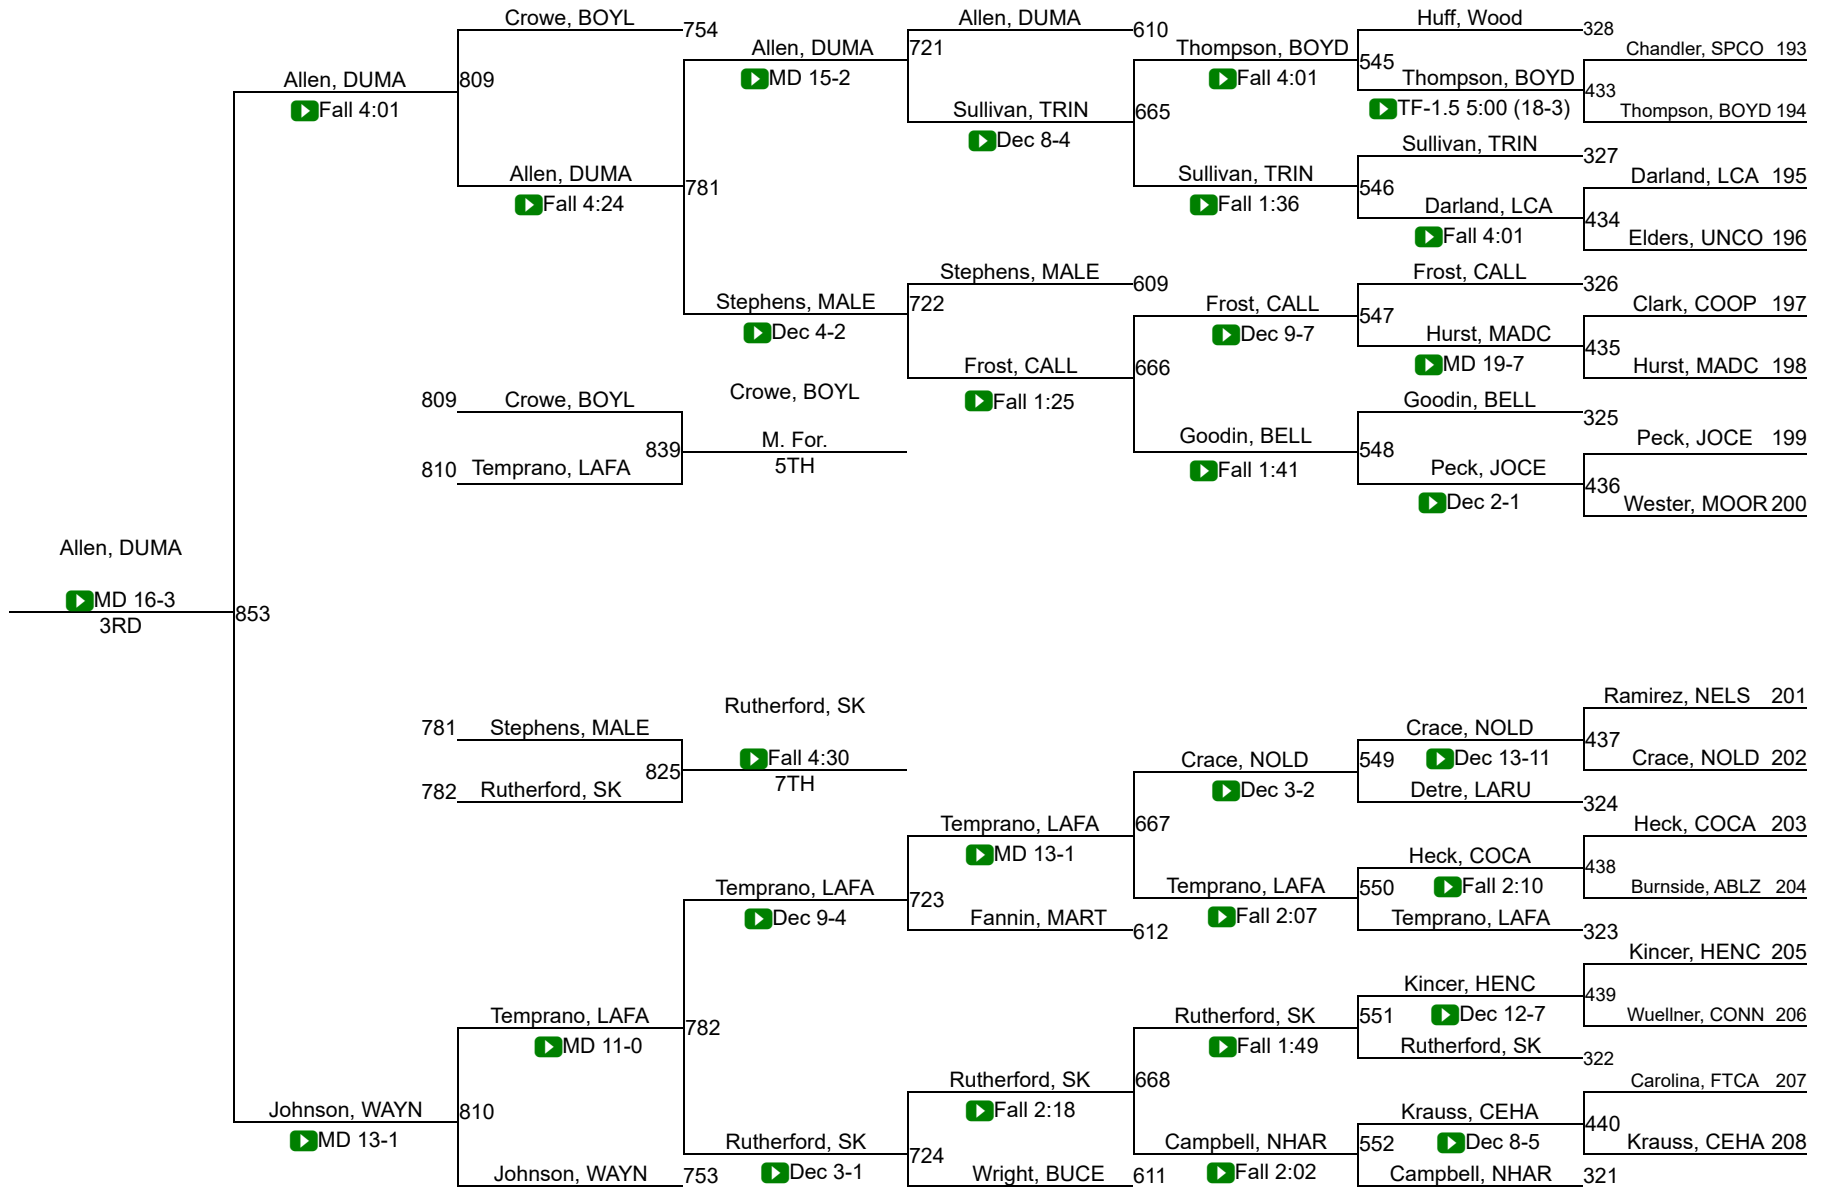 Crowe, BOYL
754
Allen, DUMA
610
Huff, Wood
328
Allen, DUMA
721
Thompson, BOYD
Chandler, SPCO 193
Allen, DUMA
809
MD 15-2
Fall 4:01
545
Thompson, BOYD
433
Fall 4:01
Sullivan, TRIN
665
TF-1.5 5:00 (18-3)
Thompson, BOYD 194
Dec 8-4
Sullivan, TRIN
327
Allen, DUMA
781
Sullivan, TRIN
546
Darland, LCA 195
Fall 4:24
Fall 1:36
Darland, LCA
434
Fall 4:01
Elders, UNCO 196
Stephens, MALE
609
Frost, CALL
326
Stephens, MALE
722
Frost, CALL
547
Clark, COOP 197
Dec 4-2
Dec 9-7
Hurst, MADC
435
Frost, CALL
666
MD 19-7
Hurst, MADC 198
809
Crowe, BOYL
Crowe, BOYL
Fall 1:25
Goodin, BELL
325
839
M. For.
Goodin, BELL
548
Peck, JOCE 199
810
Temprano, LAFA
5TH
Fall 1:41
Peck, JOCE
436
Dec 2-1
Wester, MOOR 200
Allen, DUMA
MD 16-3
853
3RD
Ramirez, NELS 201
781
Stephens, MALE
Rutherford, SK
Crace, NOLD
437
825
Fall 4:30
Crace, NOLD
549
Dec 13-11
Crace, NOLD 202
782
Rutherford, SK
7TH
Dec 3-2
Detre, LARU
324
Temprano, LAFA
667
Heck, COCA 203
MD 13-1
Heck, COCA
438
Temprano, LAFA
723
Temprano, LAFA
550
Fall 2:10
Burnside, ABLZ 204
Dec 9-4
Fannin, MART
612
Fall 2:07
Temprano, LAFA
323
Kincer, HENC 205
Kincer, HENC
439
Temprano, LAFA
782
Rutherford, SK
551
Dec 12-7
Wuellner, CONN 206
MD 11-0
Fall 1:49
Rutherford, SK
322
Rutherford, SK
668
Carolina, FTCA 207
Johnson, WAYN
810
Fall 2:18
Krauss, CEHA
440
MD 13-1
Rutherford, SK
724
Campbell, NHAR
552
Dec 8-5
Krauss, CEHA 208
Johnson, WAYN
753
Dec 3-1
Wright, BUCE
611
Fall 2:02
Campbell, NHAR
321